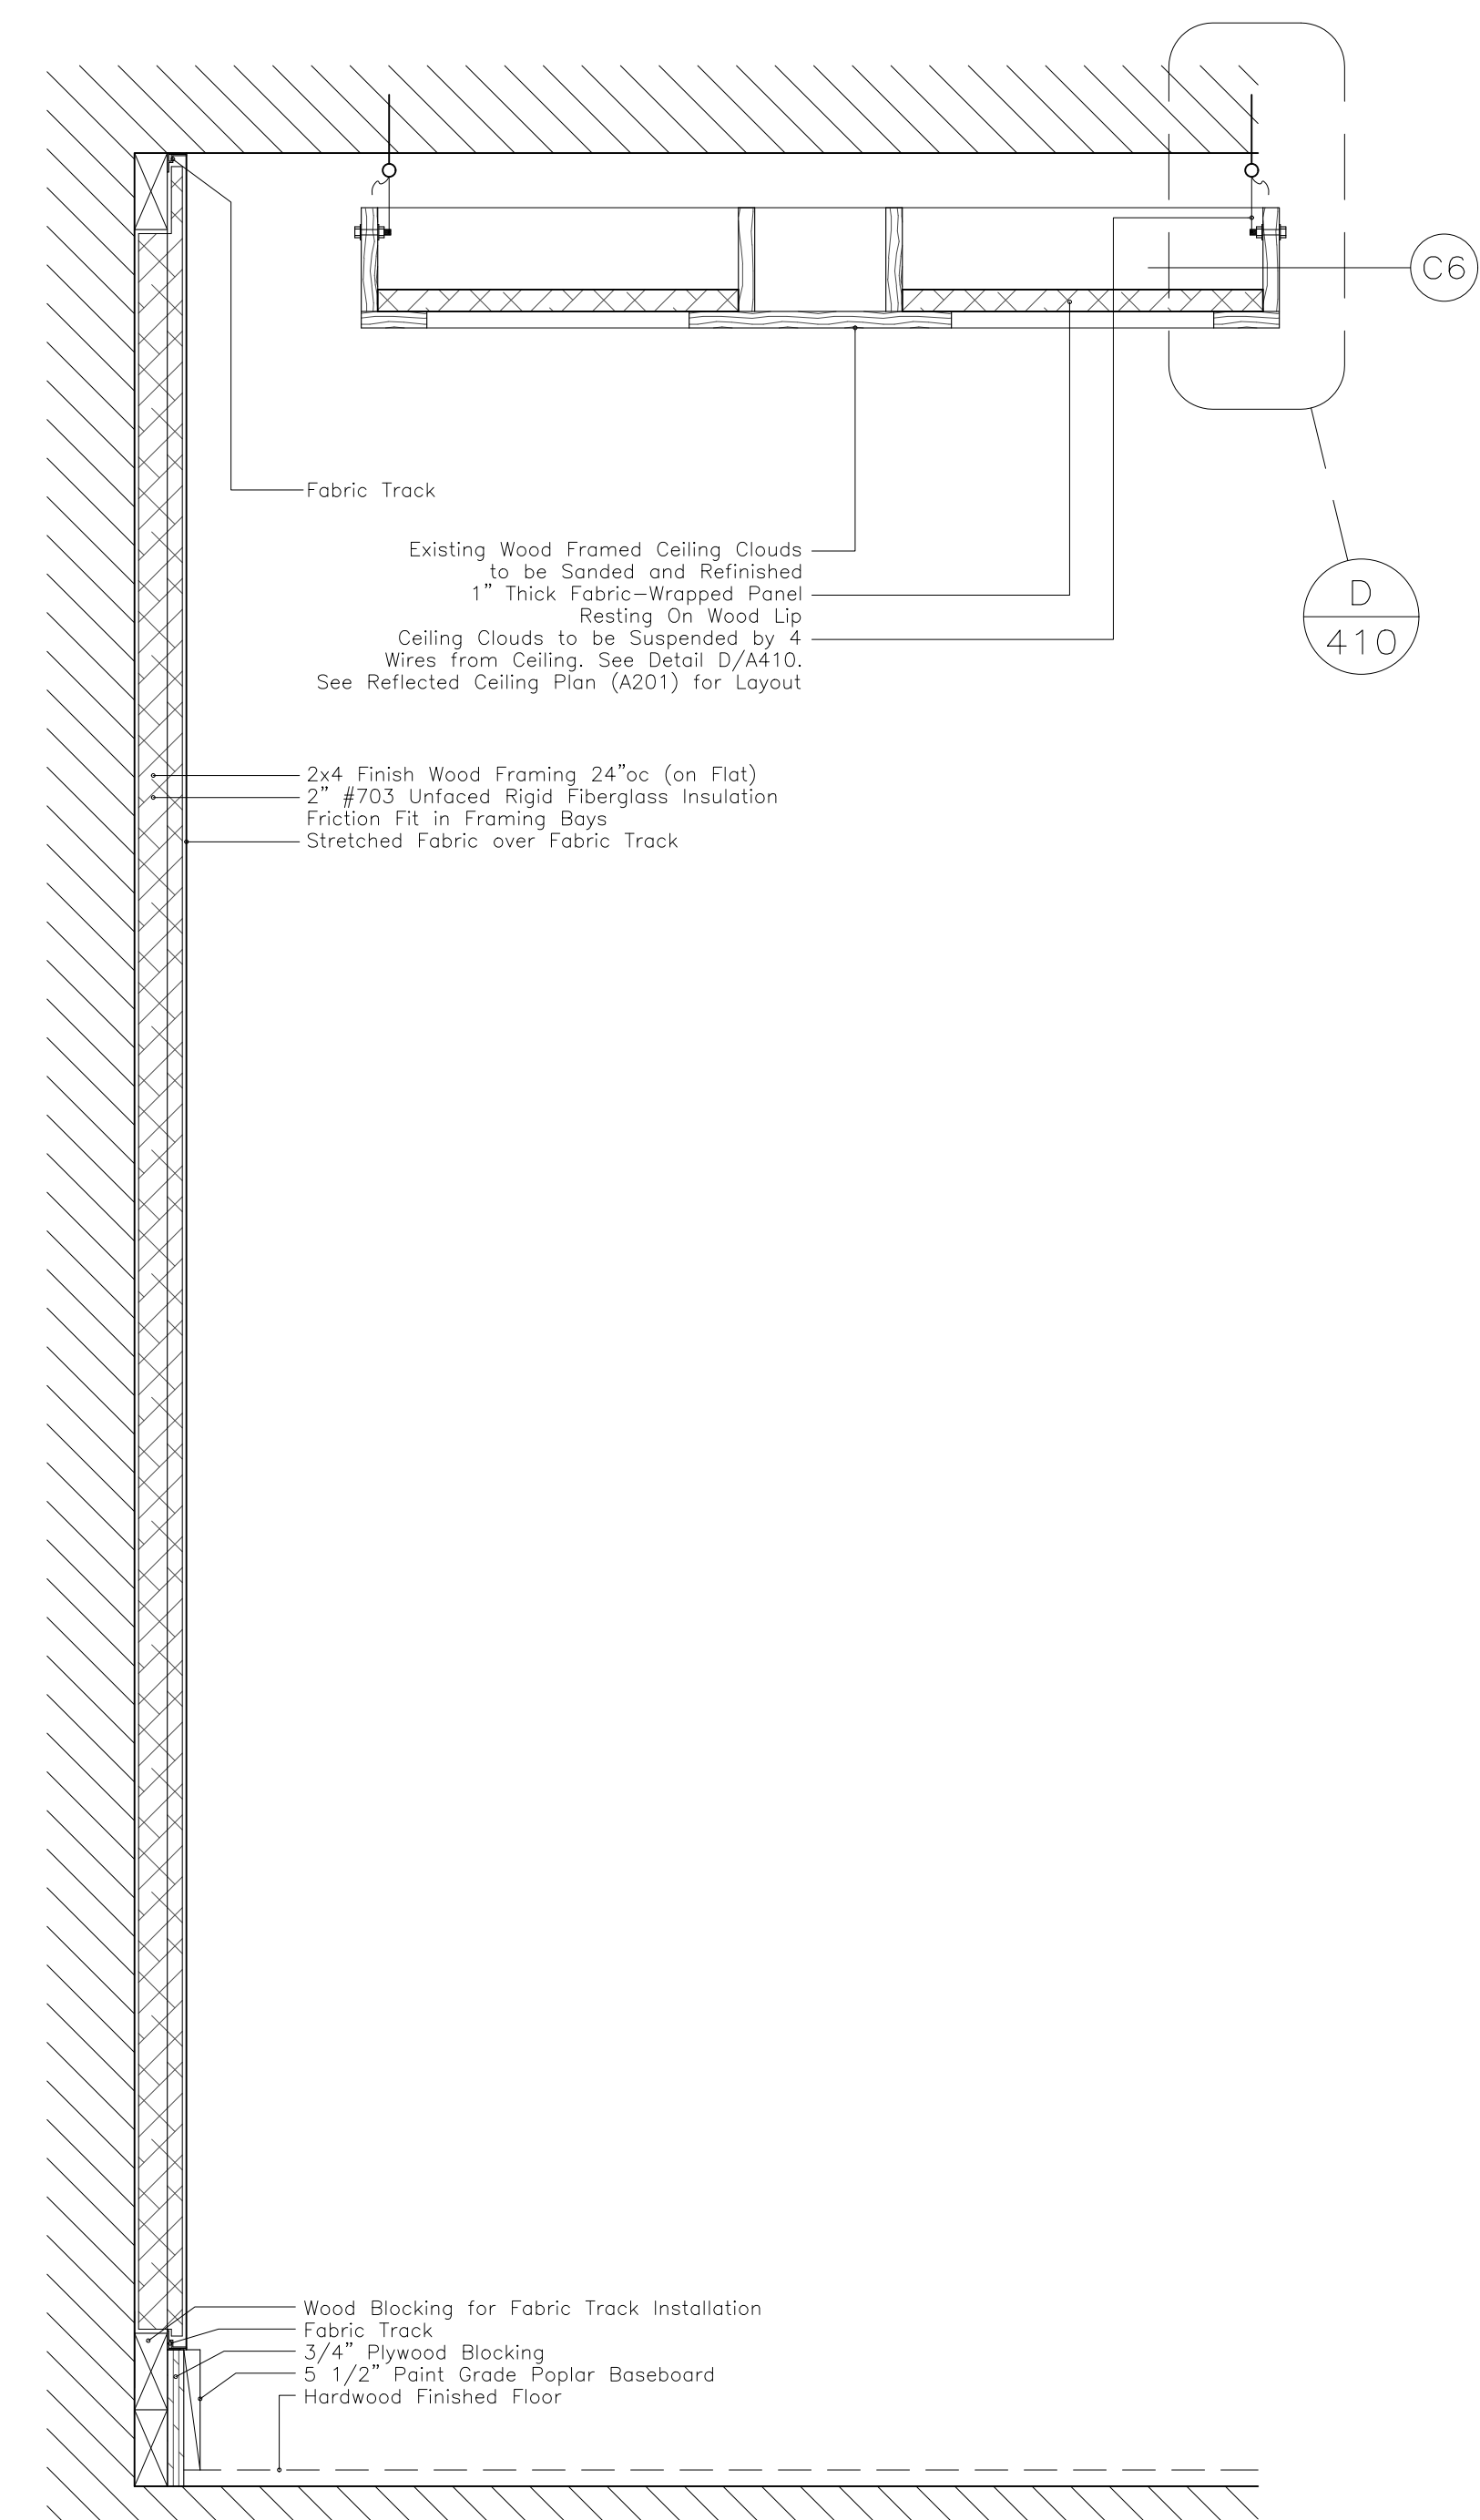 C6
Fabric Track
Existing Wood Framed Ceiling Clouds
to be Sanded and Refinished
1” Thick Fabric-Wrapped Panel
Resting On Wood Lip
Ceiling Clouds to be Suspended by 4
Wires from Ceiling. See Detail D/A410.
See Reflected Ceiling Plan (A201) for Layout
D
410
2x4 Finish Wood Framing 24”oc (on Flat)
2” #703 Unfaced Rigid Fiberglass Insulation
Friction Fit in Framing Bays
Stretched Fabric over Fabric Track
Wood Blocking for Fabric Track Installation
Fabric Track
3/4” Plywood Blocking
5 1/2” Paint Grade Poplar Baseboard
Hardwood Finished Floor